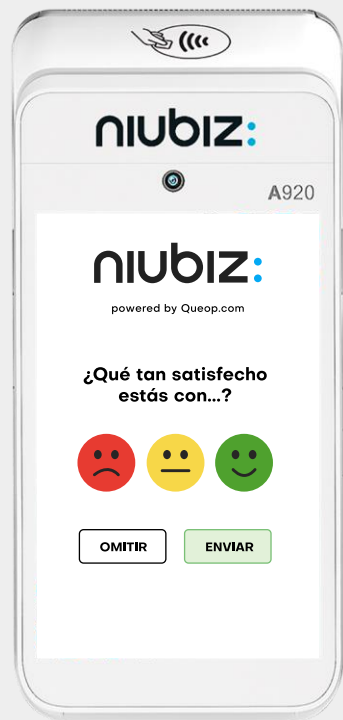 niubiz:
A920
niubiz:
powered by Queop.com
¿Qué tan satisfecho
estás con...?
OMITIR
ENVIAR